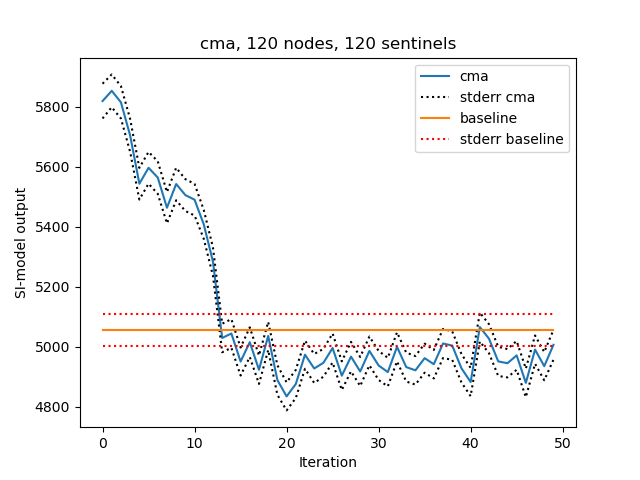 cma, 120 nodes, 120 sentinels
cma
stderr cma
baseline
stderr baseline
SI-model output
5800
5600
5400
5200
5000
4800
0
10
20
30
40
50
Iteration